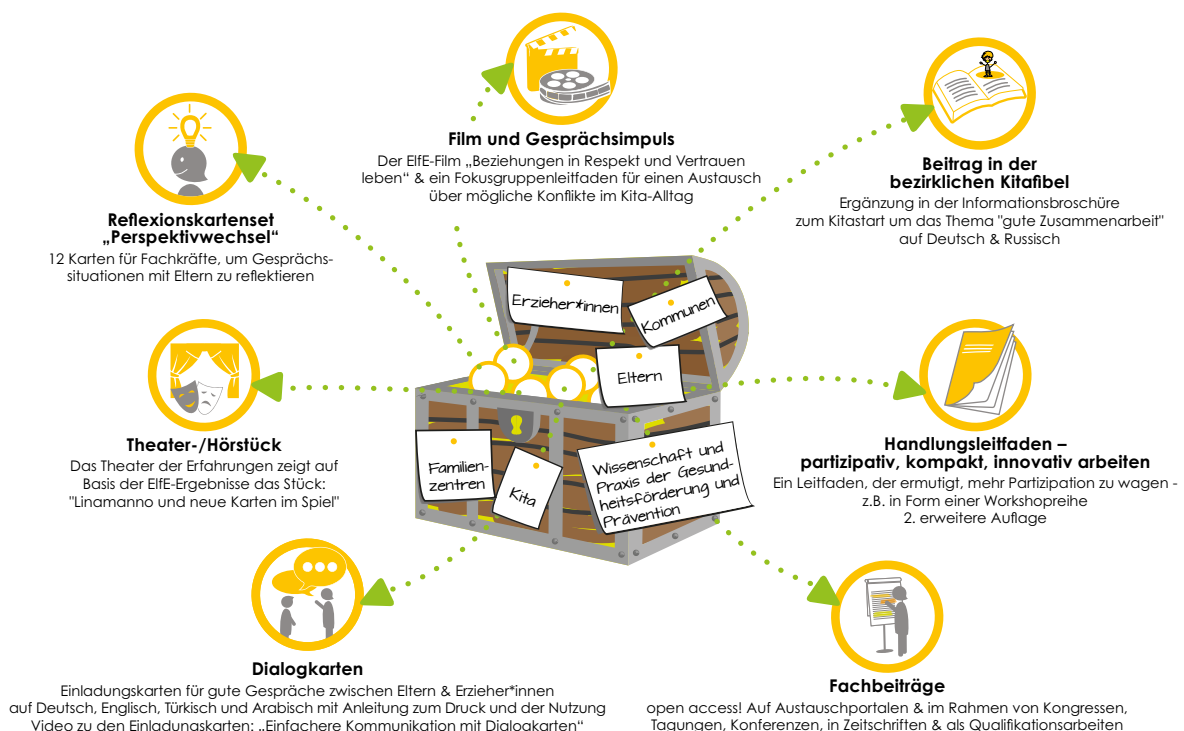 Film und Gesprächsimpuls
Der ElfE-Film „Beziehungen in Respekt und Vertrauen
leben“ & ein Fokusgruppenleitfaden für einen Austausch
über mögliche Konflikte im Kita-Alltag
Beitrag in der
bezirklichen Kitafibel
Ergänzung in der Informationsbroschüre
zum Kitastart um das Thema "gute Zusammenarbeit"
auf Deutsch & Russisch
Reflexionskartenset
„Perspektivwechsel“
12 Karten für Fachkräfte, um Gesprächs-
situationen mit Eltern zu reflektieren
Erzieher*innen
Kommunen
Eltern
Familien-
zentren
Kita
Wissenschaft und
Praxis der Gesund-
heitsförderung und
Prävention
Theater-/Hörstück
Das Theater der Erfahrungen zeigt auf
Basis der ElfE-Ergebnisse das Stück:
"Linamanno und neue Karten im Spiel"
Handlungsleitfaden –
partizipativ, kompakt, innovativ arbeiten
Ein Leitfaden, der ermutigt, mehr Partizipation zu wagen -
z.B. in Form einer Workshopreihe
2. erweitere Auflage
Dialogkarten
Einladungskarten für gute Gespräche zwischen Eltern & Erzieher*innen
auf Deutsch, Englisch, Türkisch und Arabisch mit Anleitung zum Druck und der Nutzung
Video zu den Einladungskarten: „Einfachere Kommunikation mit Dialogkarten“
Fachbeiträge
open access! Auf Austauschportalen & im Rahmen von Kongressen,
Tagungen, Konferenzen, in Zeitschriften & als Qualifikationsarbeiten